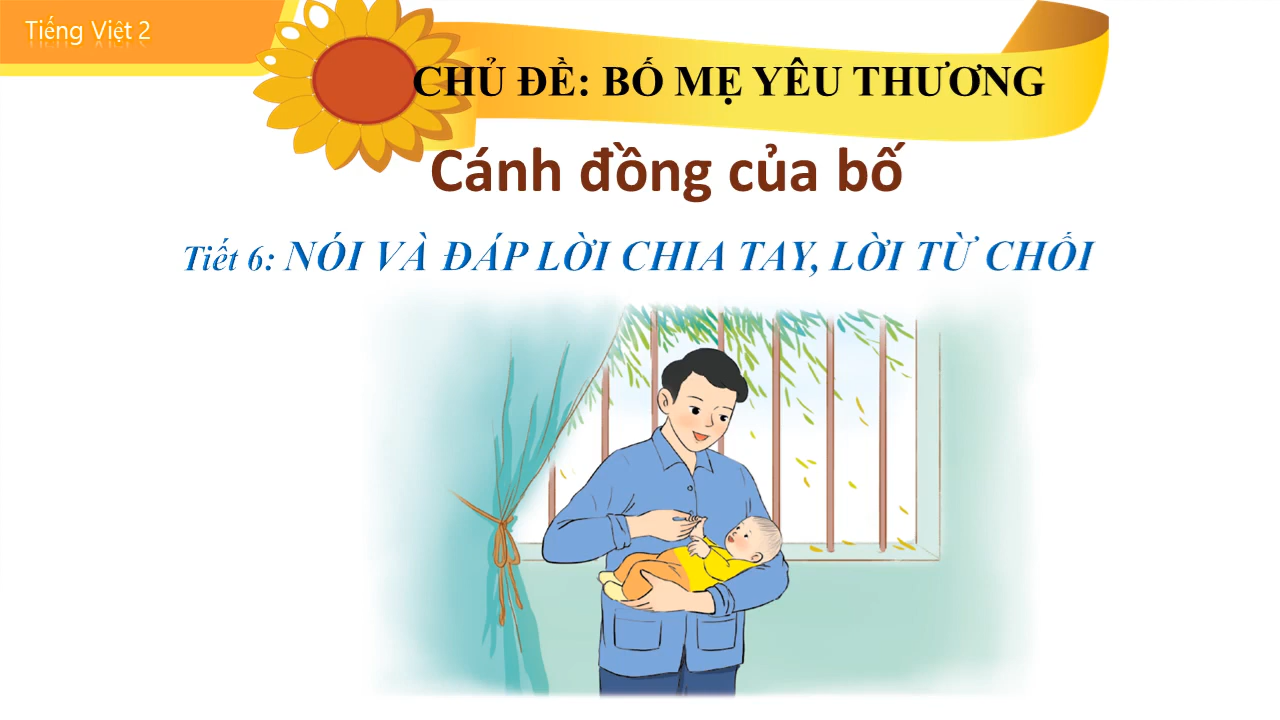 Tiếng Việt 2
CHỦ ĐỀ: BỐ MẸ YÊU THƯƠNG
Cánh đồng của bố
Tiết 6: NÓI VÀ ĐÁP LỜI CHIA TAY, LỜI TỪ CHỐI